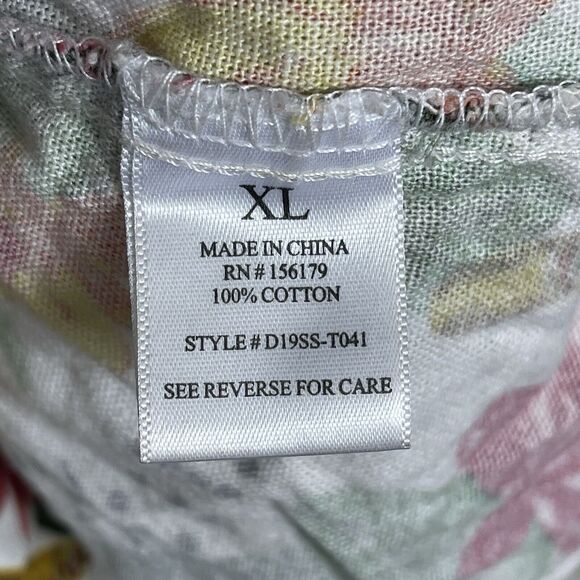 XL
MADE IN CHINA
RN # 156179
100% COTTON
STYLE # D19SS-T041
SEE REVERSE FOR CARE